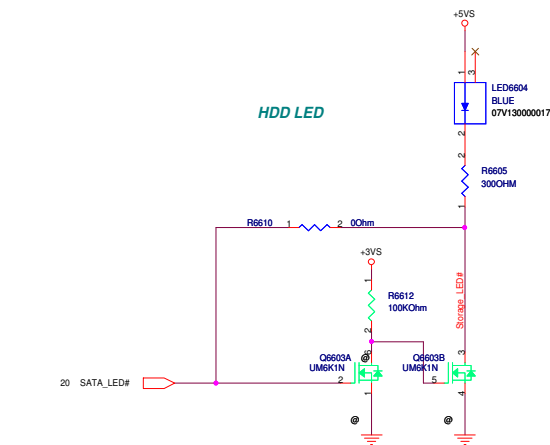 +5VS
1
3
LED6604
BLUE
07V130000017
HDD LED
2
2
R6605
300OHM
1
R6610 1 2 0Ohm
+3VS
1
R6612
100KOhm
2
Storage_LED#
@
6
Q6603A
UM6K1N
Q6603B
UM6K1N
3
20 SATA_LED#
2
5
1
4
@
@